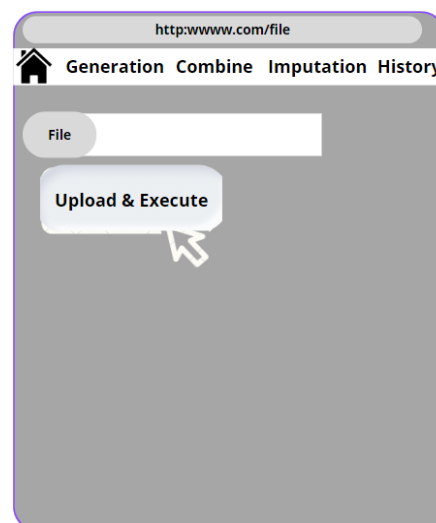 http:wwww.com/file
Generation Combine Imputation History
File
Upload & Execute